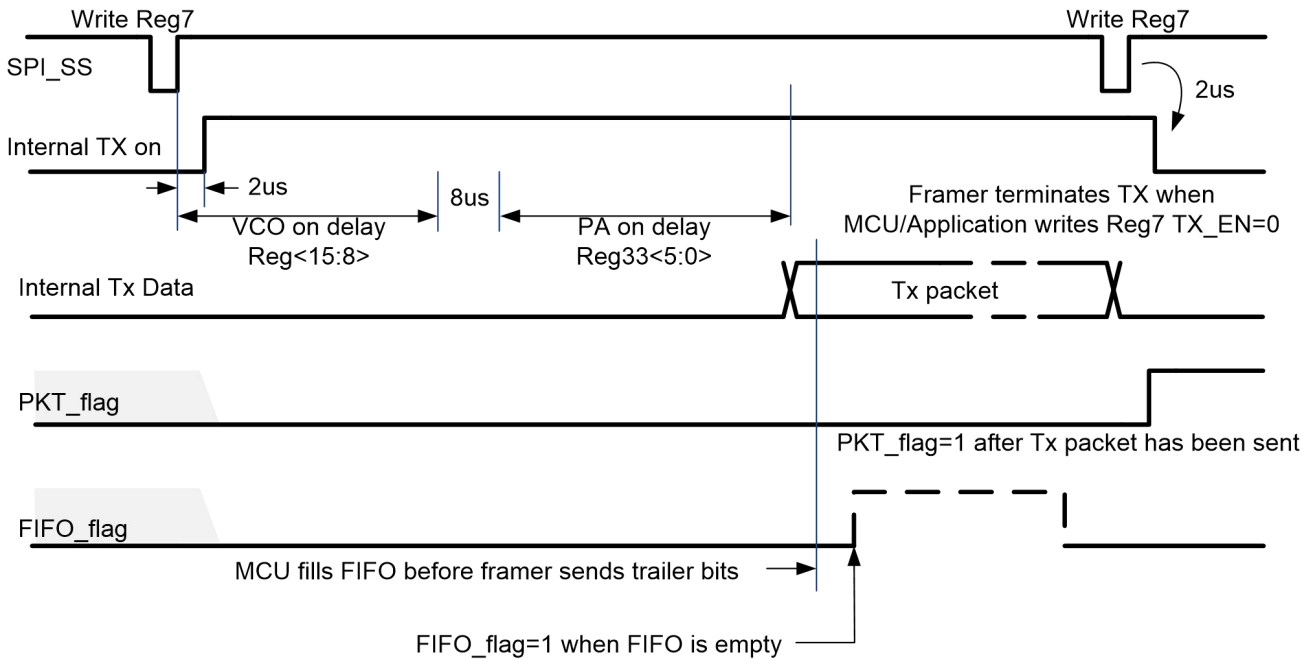 Write Reg7
Write Reg7
SPI_SS
2us
Internal TX on
2us
8us
VCO on delay
Reg<15:8>
PA on delay
Reg33<5:0>
Framer terminates TX when
MCU/Application writes Reg7 TX_EN=0
Internal Tx Data
Tx packet
PKT_flag
PKT_flag=1 after Tx packet has been sent
FIFO_flag
MCU fills FIFO before framer sends trailer bits
FIFO_flag=1 when FIFO is empty